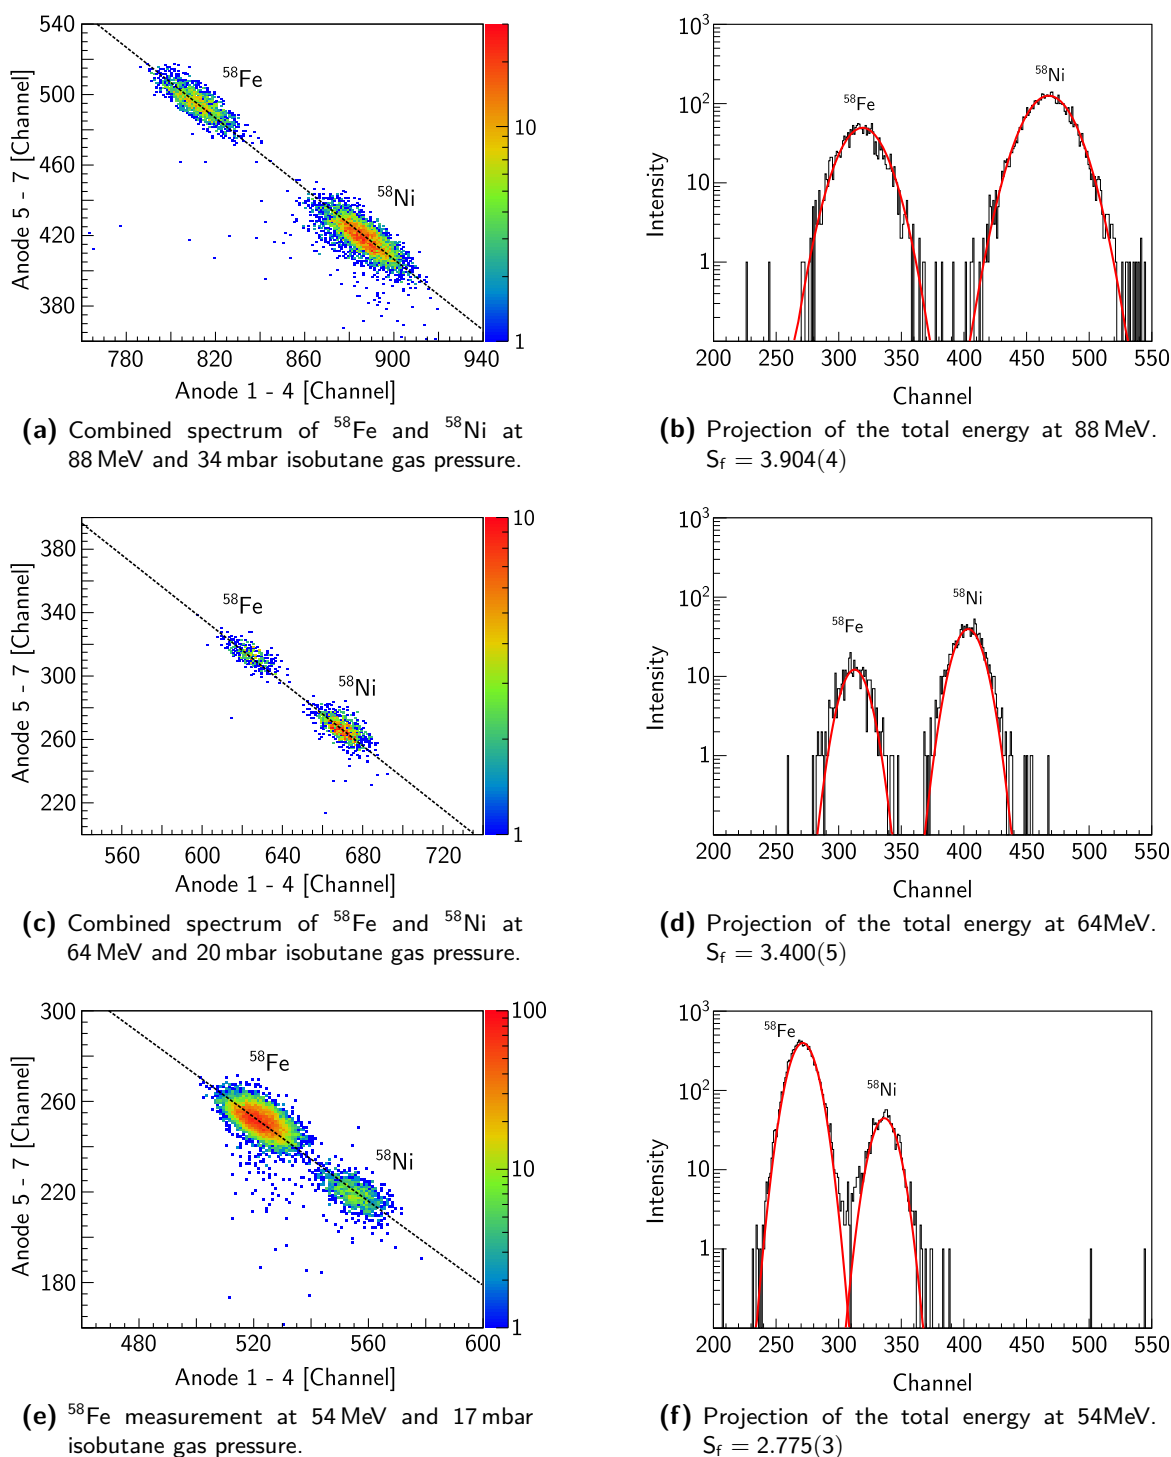 540
500
460
420
380
780 820 860 900 940
Anode 5 - 7 [Channel]
Anode 1 - 4 [Channel]
⁵⁸Fe
⁵⁸Ni
10
1
(a) Combined spectrum of ⁵⁸Fe and ⁵⁸Ni at
88 MeV and 34 mbar isobutane gas pressure.
10³
10²
10
1
200 250 300 350 400 450 500 550
Intensity
Channel
⁵⁸Fe
⁵⁸Ni
(b) Projection of the total energy at 88 MeV.
S_f = 3.904(4)
380
340
300
260
220
560 600 640 680 720
Anode 5 - 7 [Channel]
Anode 1 - 4 [Channel]
⁵⁸Fe
⁵⁸Ni
10
1
(c) Combined spectrum of ⁵⁸Fe and ⁵⁸Ni at
64 MeV and 20 mbar isobutane gas pressure.
10³
10²
10
1
200 250 300 350 400 450 500 550
Intensity
Channel
⁵⁸Fe
⁵⁸Ni
(d) Projection of the total energy at 64MeV.
S_f = 3.400(5)
300
260
220
180
480 520 560 600
Anode 5 - 7 [Channel]
Anode 1 - 4 [Channel]
⁵⁸Fe
⁵⁸Ni
100
10
1
(e) ⁵⁸Fe measurement at 54 MeV and 17 mbar
isobutane gas pressure.
10³
10²
10
1
200 250 300 350 400 450 500 550
Intensity
Channel
⁵⁸Fe
⁵⁸Ni
(f) Projection of the total energy at 54MeV.
S_f = 2.775(3)